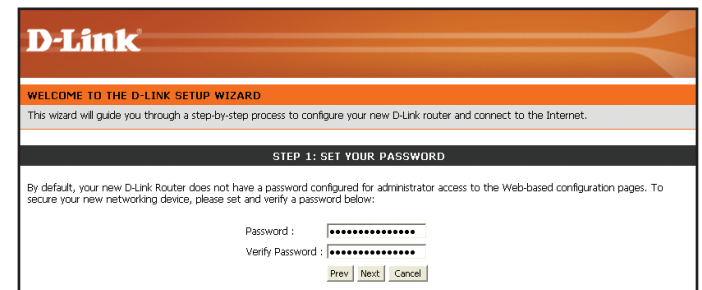 D-Link
WELCOME TO THE D-LINK SETUP WIZARD
This wizard will guide you through a step-by-step process to configure your new D-Link router and connect to the Internet.
STEP 1: SET YOUR PASSWORD
By default, your new D-Link Router does not have a password configured for administrator access to the Web-based configuration pages. To
secure your new networking device, please set and verify a password below:
Password : •••••••••••••••
Verify Password : •••••••••••••••
Prev Next Cancel